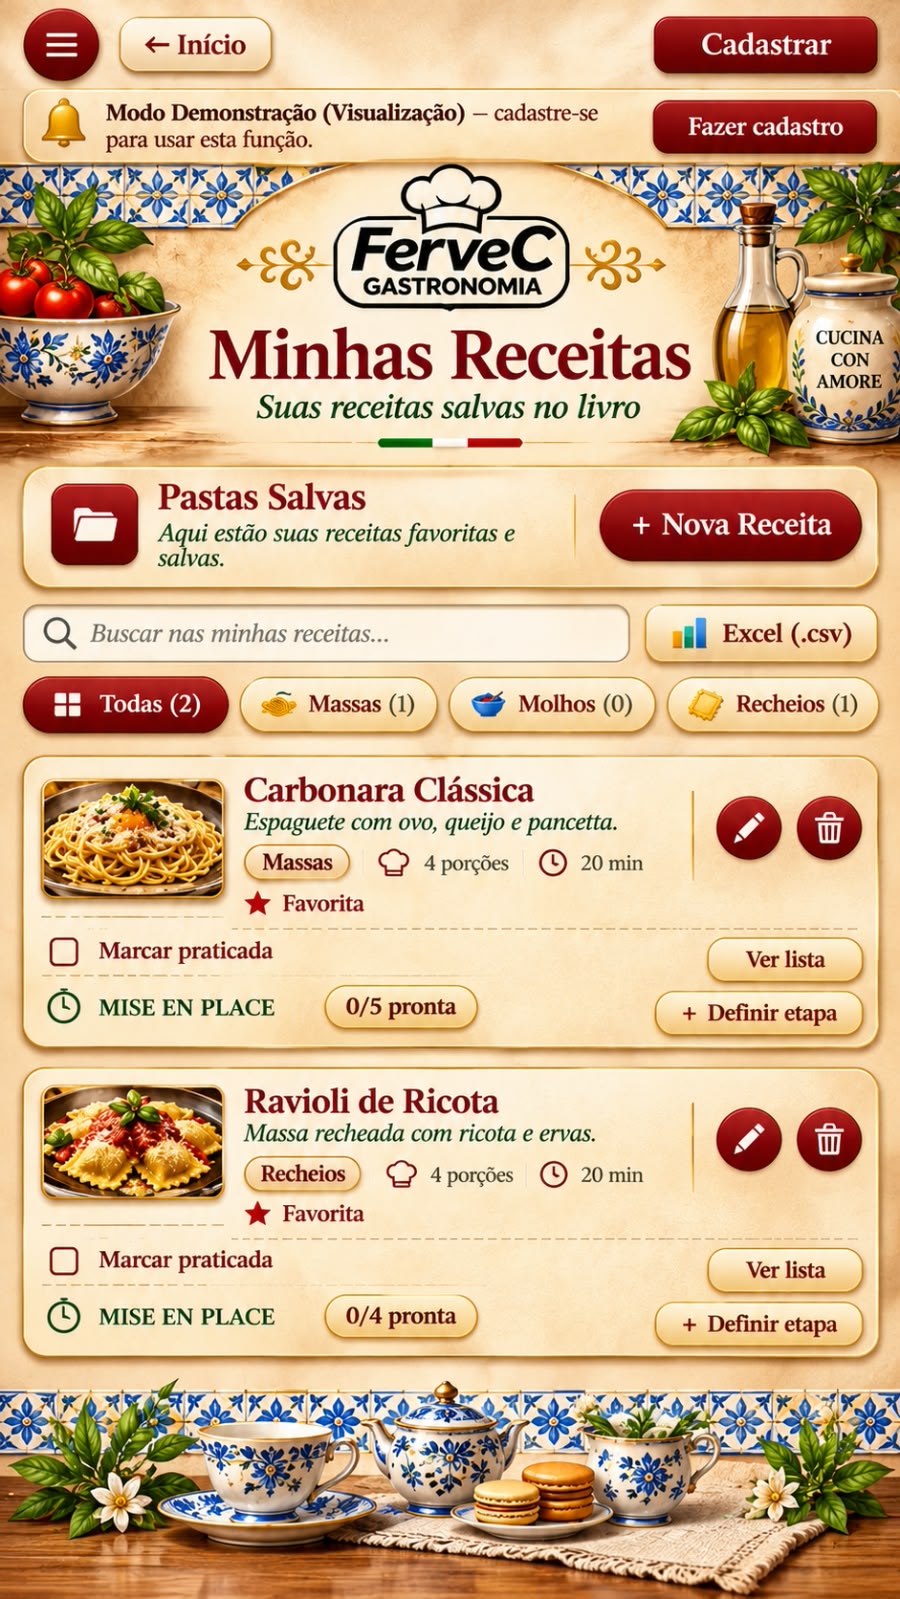 ← Início
Cadastrar
Modo Demonstração (Visualização) – cadastre-se
para usar esta função.
Fazer cadastro
FerveC
GASTRONOMIA
CUCINA
CON
AMORE
Minhas Receitas
Suas receitas salvas no livro
Pastas Salvas
Aqui estão suas receitas favoritas e
salvas.
+ Nova Receita
Buscar nas minhas receitas...
Excel (.csv)
Todas (2)
Massas (1)
Molhos (0)
Recheios (1)
Carbonara Clássica
Espaguete com ovo, queijo e pancetta.
Massas
4 porções
20 min
★ Favorita
Marcar praticada
Ver lista
MISE EN PLACE
0/5 pronta
+ Definir etapa
Ravioli de Ricota
Massa recheada com ricota e ervas.
Recheios
4 porções
20 min
★ Favorita
Marcar praticada
Ver lista
MISE EN PLACE
0/4 pronta
+ Definir etapa